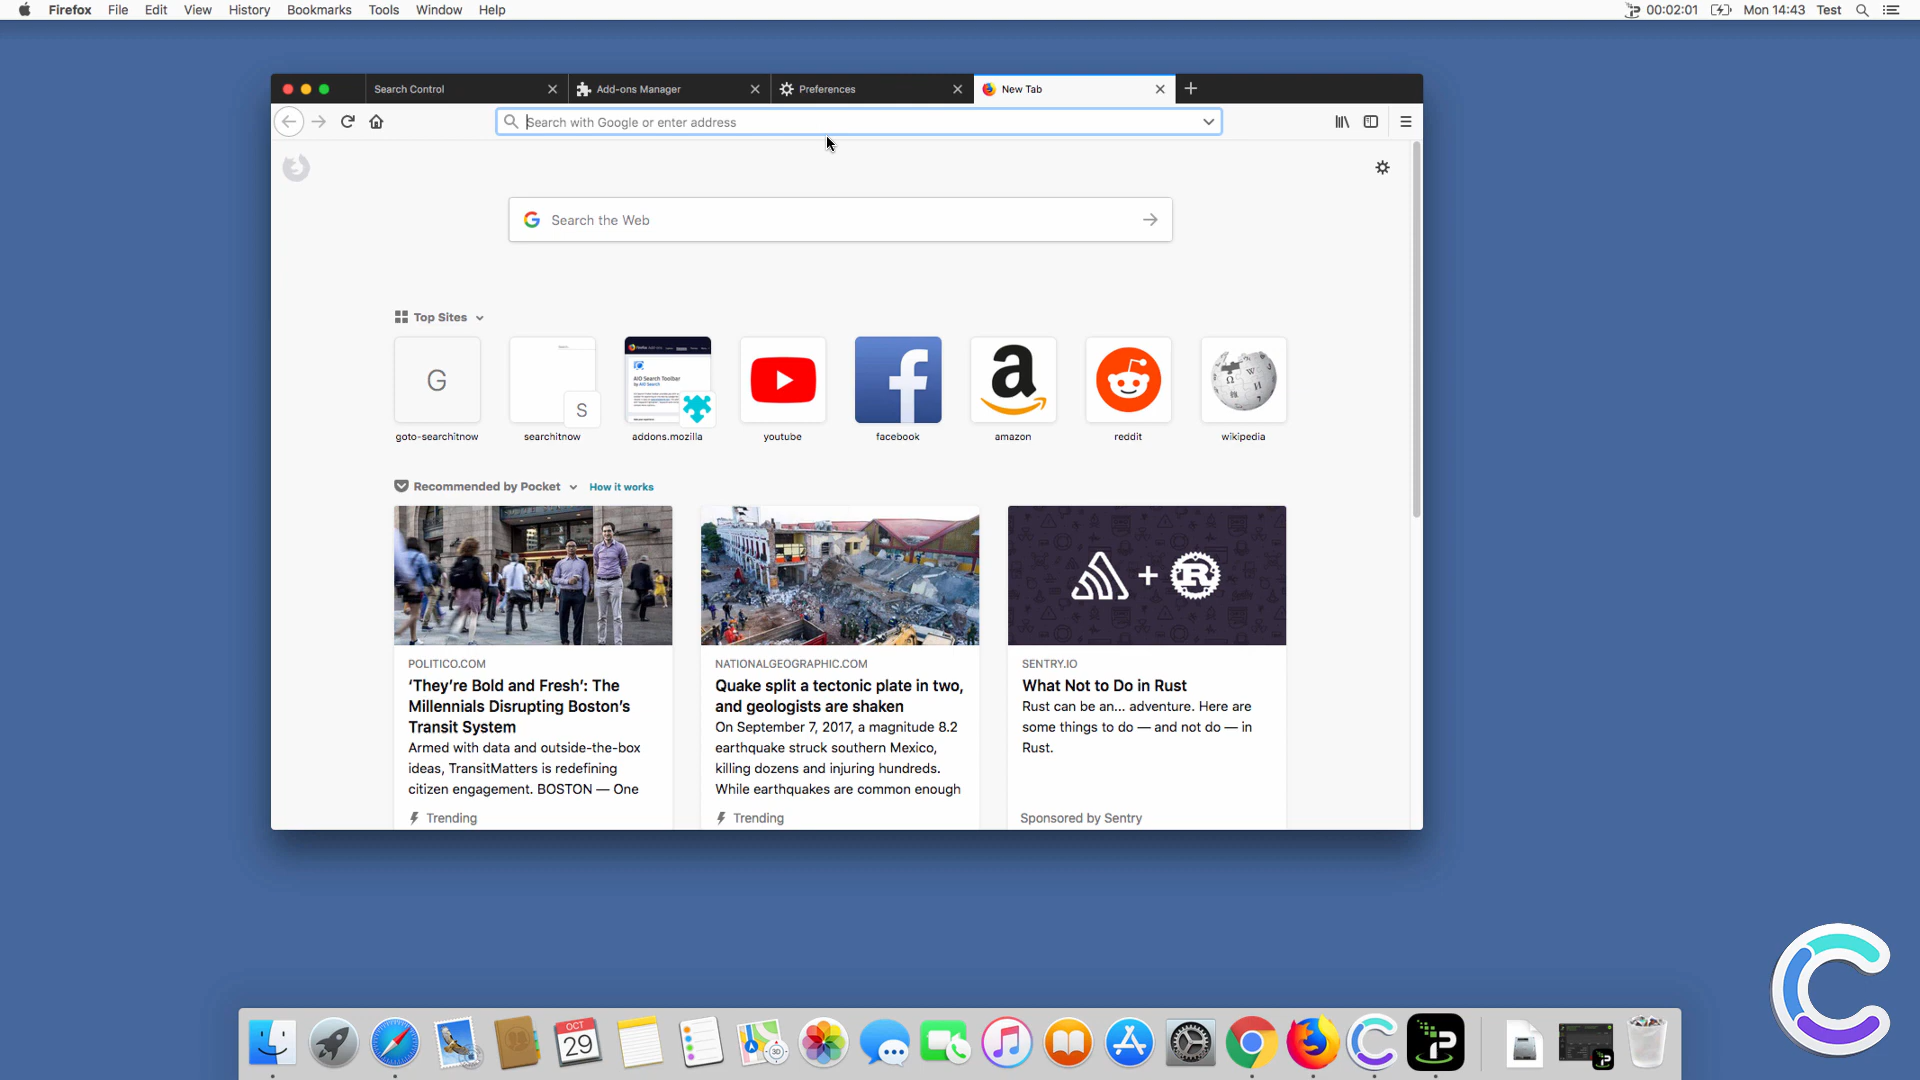 Firefox File Edit View History Bookmarks Tools Window Help
00:02:01 Mon 14:43 Test
Search Control
Add-ons Manager
Preferences
New Tab
Search with Google or enter address
Search the Web
Top Sites
G
S
AIO Search Toolbar
by AIO Search
goto-searchitnow
searchitnow
addons.mozilla
youtube
facebook
amazon
reddit
wikipedia
Recommended by Pocket How it works
POLITICO.COM
‘They’re Bold and Fresh’: The
Millennials Disrupting Boston’s
Transit System
Armed with data and outside-the-box
ideas, TransitMatters is redefining
citizen engagement. BOSTON — One
Trending
NATIONALGEOGRAPHIC.COM
Quake split a tectonic plate in two,
and geologists are shaken
On September 7, 2017, a magnitude 8.2
earthquake struck southern Mexico,
killing dozens and injuring hundreds.
While earthquakes are common enough
Trending
SENTRY.IO
What Not to Do in Rust
Rust can be an... adventure. Here are
some things to do — and not do — in
Rust.
Sponsored by Sentry
OCT
29
3D